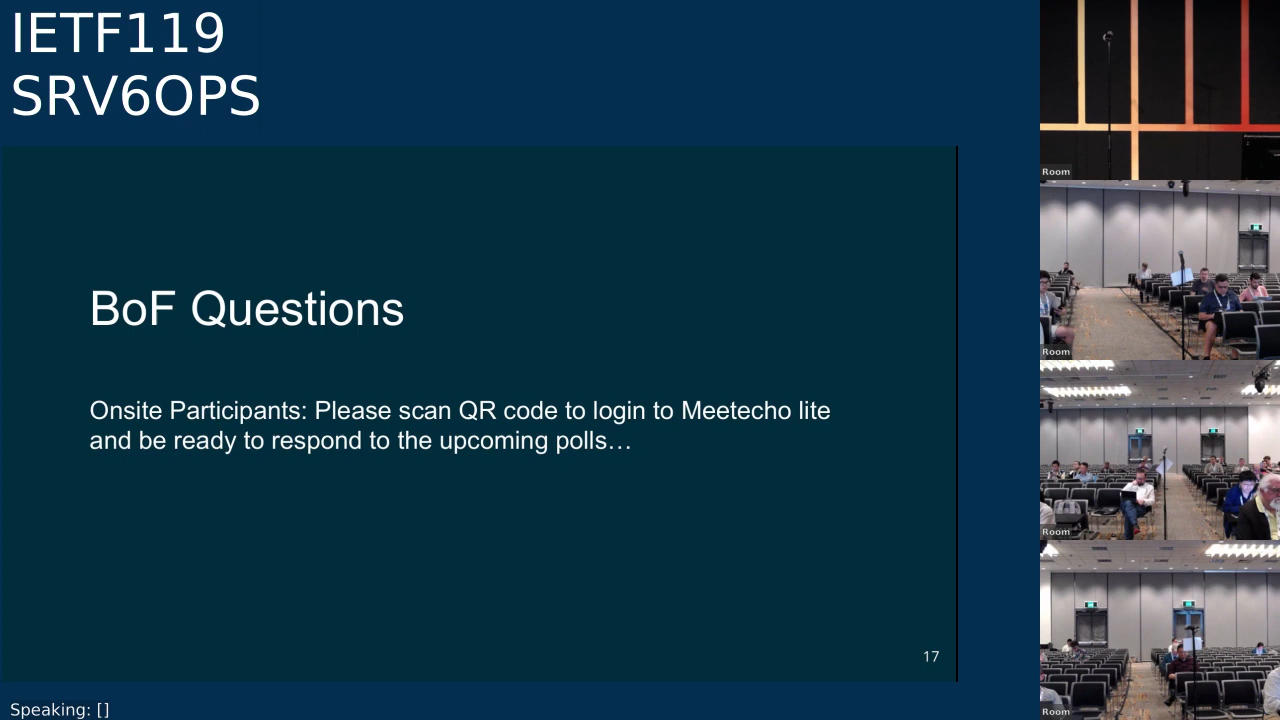 IETF119
SRV6OPS
BoF Questions
Onsite Participants: Please scan QR code to login to Meetecho lite
and be ready to respond to the upcoming polls…
17
Speaking: []
Room
Room
Room
Room